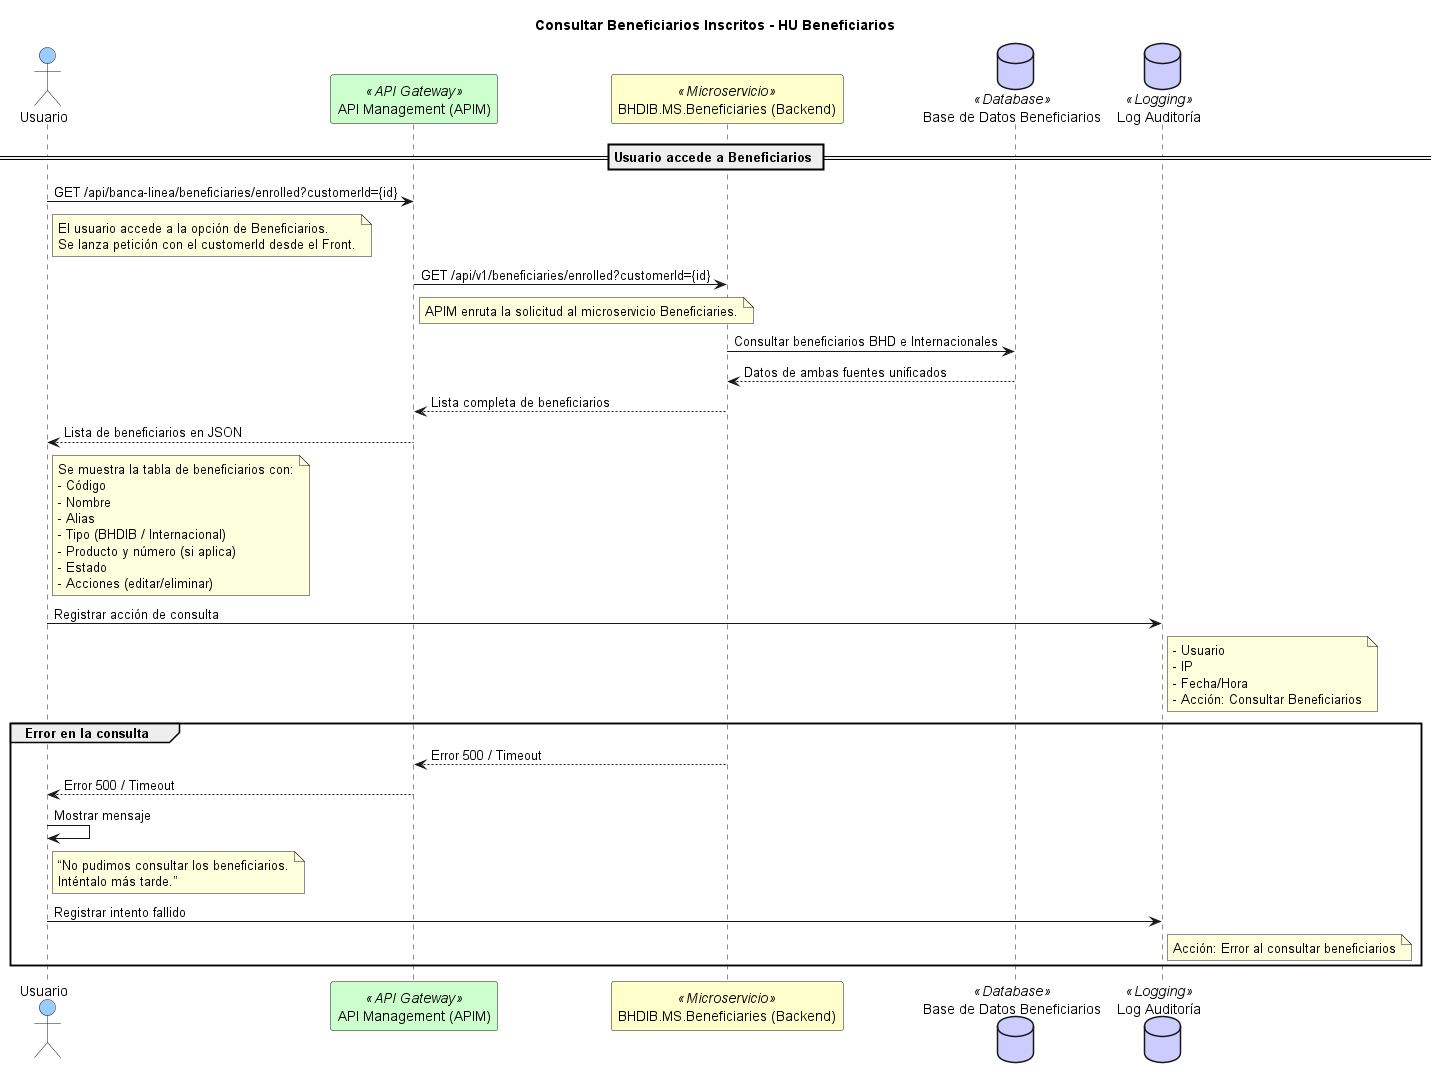 Consultar Beneficiarios Inscritos - HU Beneficiarios
Usuario
«API Gateway»
API Management (APIM)
«Microservicio»
BHDIB.MS.Beneficiaries (Backend)
«Database»
Base de Datos Beneficiarios
«Logging»
Log Auditoría
Usuario accede a Beneficiarios
GET /api/banca-linea/beneficiaries/enrolled?customerId={id}
El usuario accede a la opción de Beneficiarios.
Se lanza petición con el customerId desde el Front.
GET /api/v1/beneficiaries/enrolled?customerId={id}
APIM enruta la solicitud al microservicio Beneficiaries.
Consultar beneficiarios BHD e Internacionales
Datos de ambas fuentes unificados
Lista completa de beneficiarios
Lista de beneficiarios en JSON
Se muestra la tabla de beneficiarios con:
- Código
- Nombre
- Alias
- Tipo (BHDIB / Internacional)
- Producto y número (si aplica)
- Estado
- Acciones (editar/eliminar)
Registrar acción de consulta
- Usuario
- IP
- Fecha/Hora
- Acción: Consultar Beneficiarios
Error en la consulta
Error 500 / Timeout
Error 500 / Timeout
Mostrar mensaje
“No pudimos consultar los beneficiarios.
Inténtalo más tarde.”
Registrar intento fallido
Acción: Error al consultar beneficiarios
Usuario
«API Gateway»
API Management (APIM)
«Microservicio»
BHDIB.MS.Beneficiaries (Backend)
«Database»
Base de Datos Beneficiarios
«Logging»
Log Auditoría